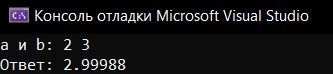 Консоль отладки Microsoft Visual Studio
а и b: 2 3
Ответ: 2.99988